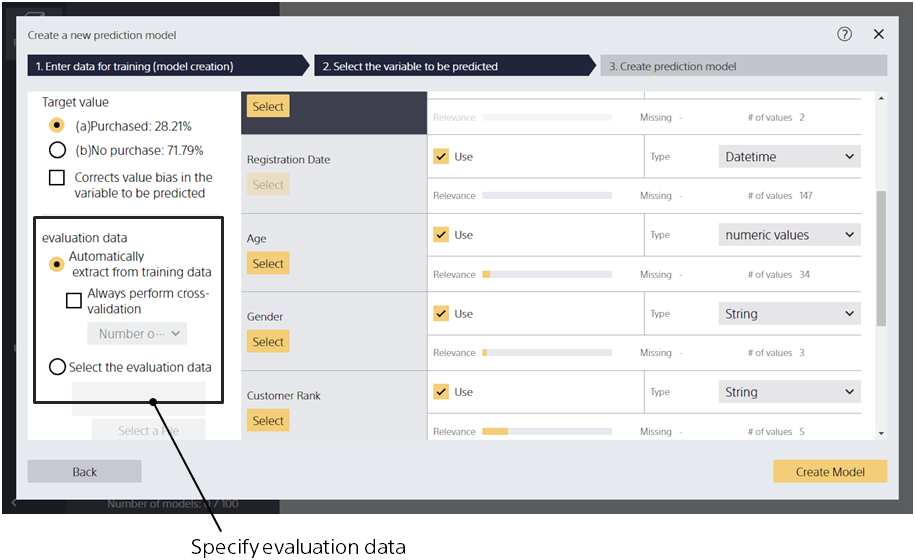 Create a new prediction model
?
1. Enter data for training (model creation)
2. Select the variable to be predicted
3. Create prediction model
Target value
(a)Purchased: 28.21%
(b)No purchase: 71.79%
Corrects value bias in the
variable to be predicted
evaluation data
Automatically
extract from training data
Always perform cross-
validation
Number o···
Select the evaluation data
Select a File
Select
Relevance
Missing -
# of values 2
Registration Date
Select
Use
Type
Datetime
Relevance
Missing -
# of values 147
Age
Select
Use
Type
numeric values
Relevance
Missing -
# of values 34
Gender
Select
Use
Type
String
Relevance
Missing -
# of values 3
Customer Rank
Select
Use
Type
String
Relevance
Missing -
# of values 5
Back
Create Model
Number of models: 0 / 100
Specify evaluation data